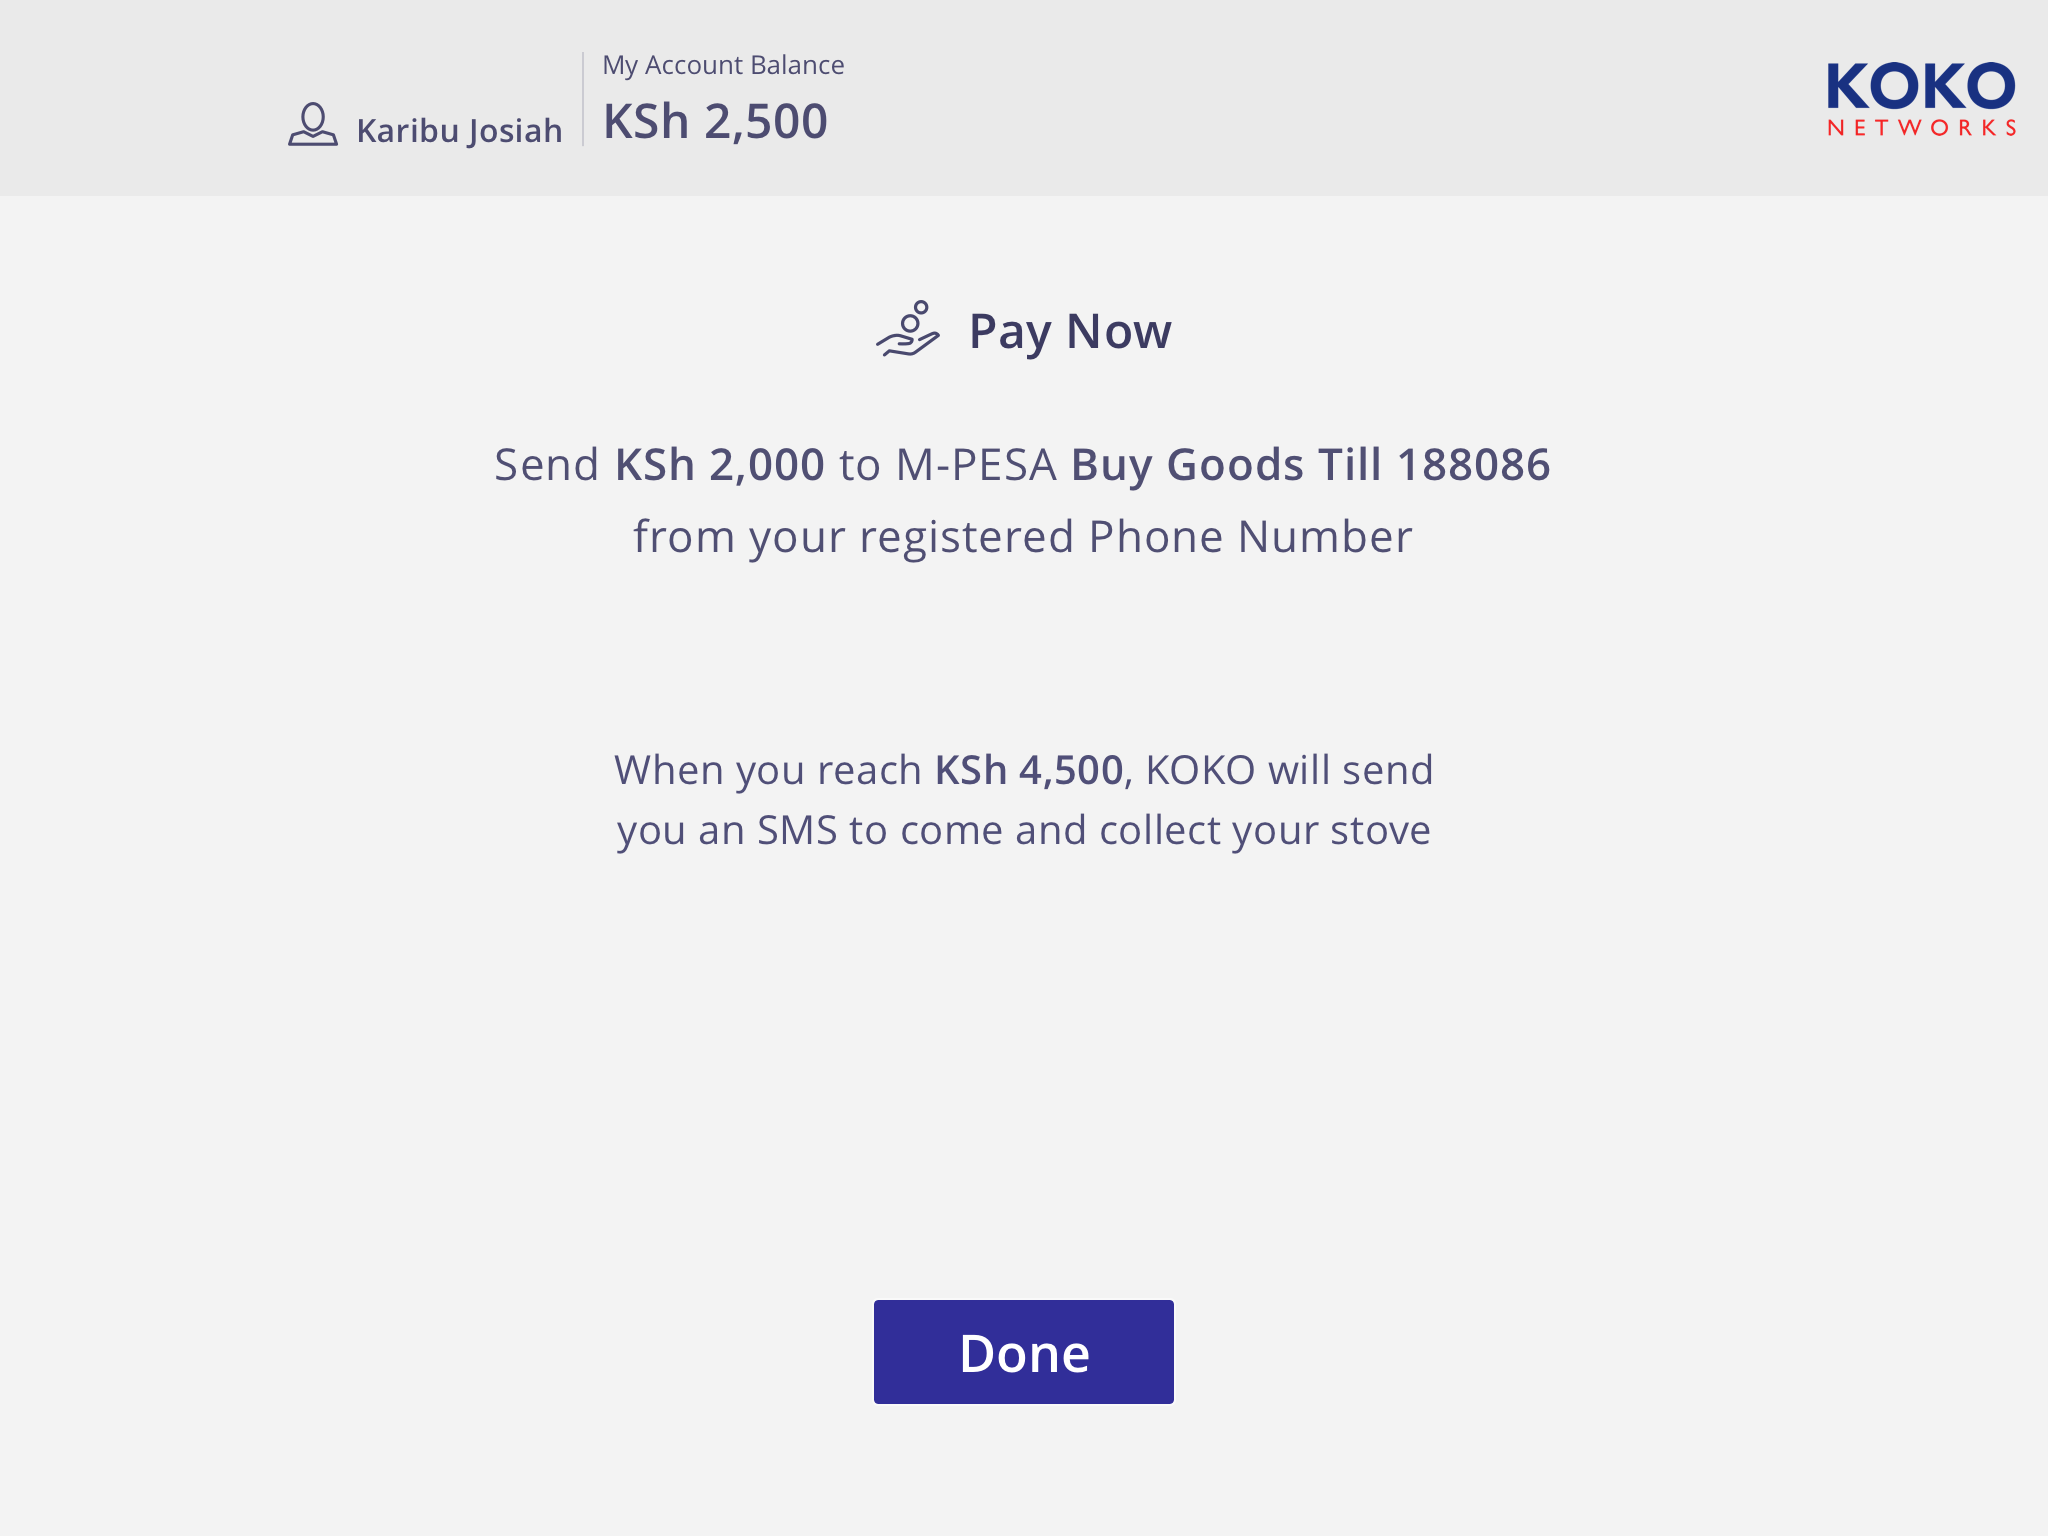 My Account Balance
Karibu Josiah
KSh 2,500
KOKO
NETWORKS
Pay Now
Send KSh 2,000 to M-PESA Buy Goods Till 188086
from your registered Phone Number
When you reach KSh 4,500, KOKO will send
you an SMS to come and collect your stove
Done